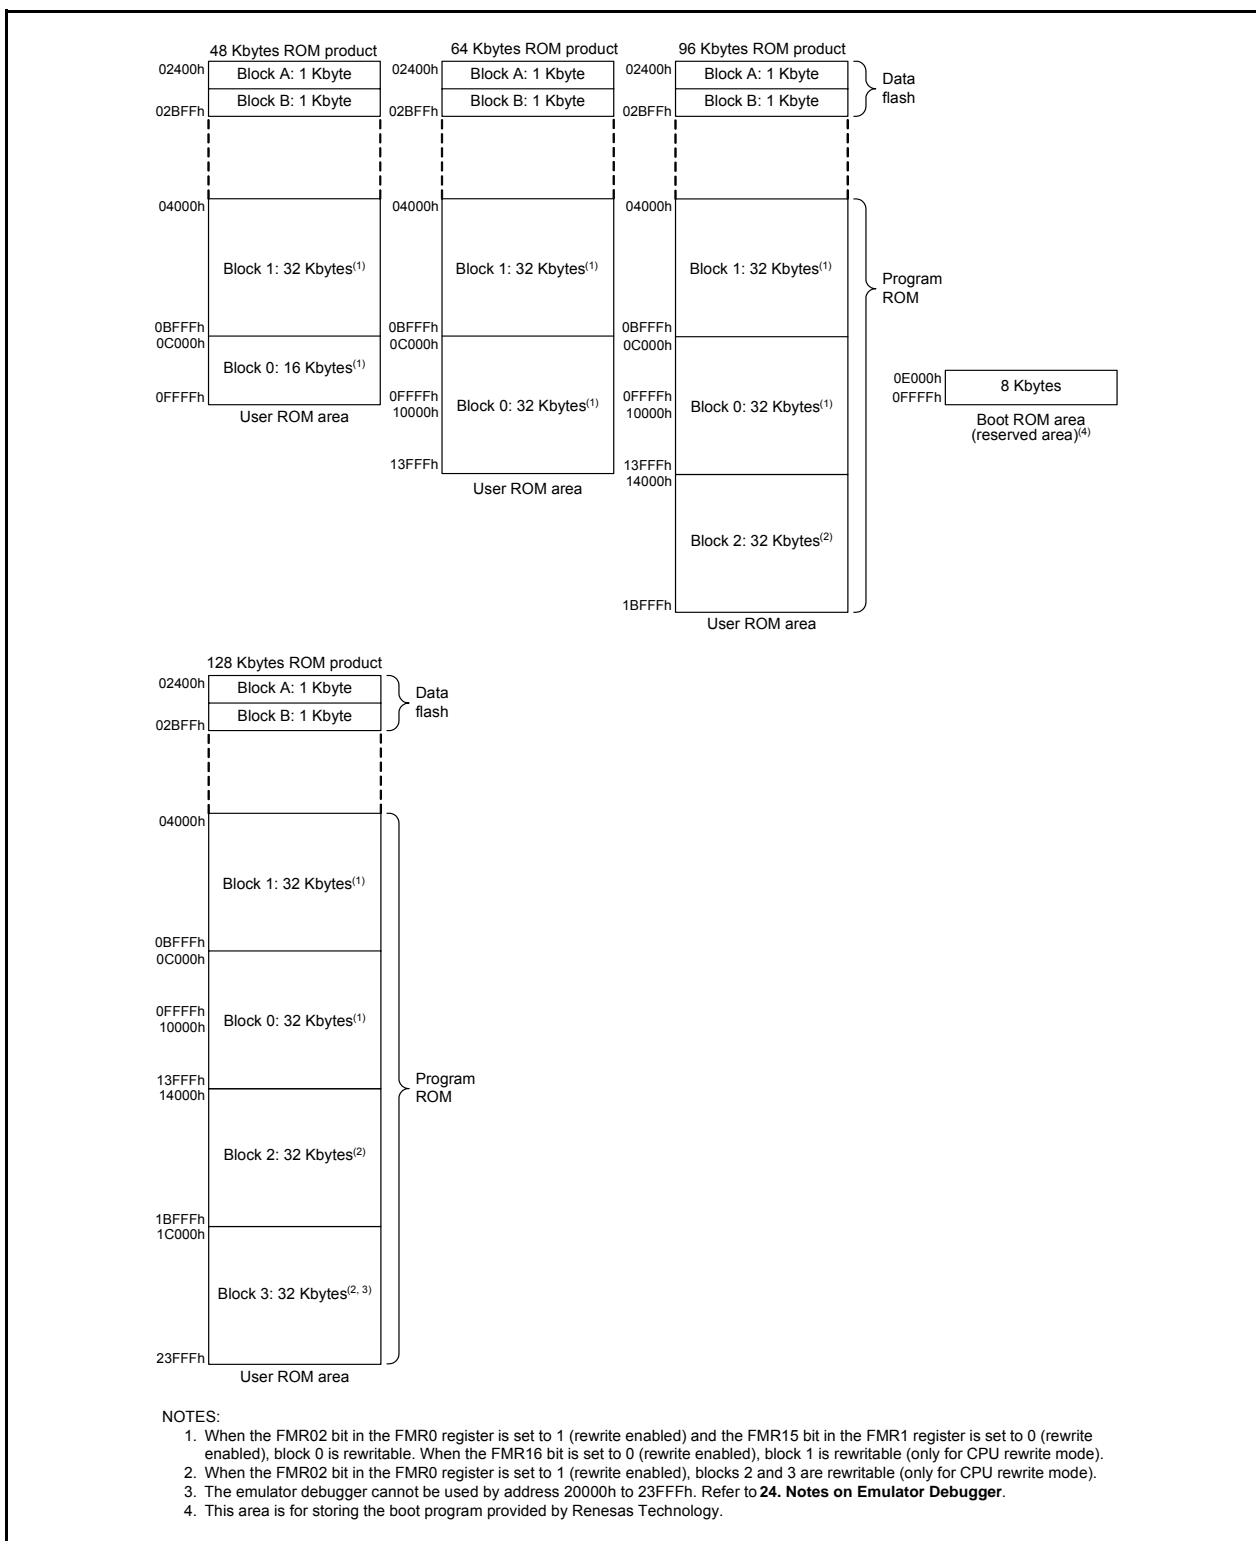 48 Kbytes ROM product
02400h
Block A: 1 Kbyte
Block B: 1 Kbyte
02BFFh
04000h
Block 1: 32 Kbytes(1)
0BFFFh
0C000h
Block 0: 16 Kbytes(1)
0FFFFh
User ROM area
64 Kbytes ROM product
02400h
Block A: 1 Kbyte
Block B: 1 Kbyte
02BFFh
04000h
Block 1: 32 Kbytes(1)
0BFFFh
0C000h
0FFFFh
10000h
Block 0: 32 Kbytes(1)
13FFFh
User ROM area
96 Kbytes ROM product
02400h
Block A: 1 Kbyte
Block B: 1 Kbyte
02BFFh
Data
flash
04000h
Block 1: 32 Kbytes(1)
0BFFFh
0C000h
0FFFFh
10000h
Block 0: 32 Kbytes(1)
13FFFh
14000h
Block 2: 32 Kbytes(2)
1BFFFh
User ROM area
Program
ROM
0E000h
0FFFFh
8 Kbytes
Boot ROM area
(reserved area)(4)
128 Kbytes ROM product
02400h
Block A: 1 Kbyte
Block B: 1 Kbyte
02BFFh
Data
flash
04000h
Block 1: 32 Kbytes(1)
0BFFFh
0C000h
0FFFFh
10000h
Block 0: 32 Kbytes(1)
13FFFh
14000h
Block 2: 32 Kbytes(2)
1BFFFh
1C000h
Block 3: 32 Kbytes(2, 3)
23FFFh
User ROM area
Program
ROM
NOTES:
1. When the FMR02 bit in the FMR0 register is set to 1 (rewrite enabled) and the FMR15 bit in the FMR1 register is set to 0 (rewrite
enabled), block 0 is rewritable. When the FMR16 bit is set to 0 (rewrite enabled), block 1 is rewritable (only for CPU rewrite mode).
2. When the FMR02 bit in the FMR0 register is set to 1 (rewrite enabled), blocks 2 and 3 are rewritable (only for CPU rewrite mode).
3. The emulator debugger cannot be used by address 20000h to 23FFFh. Refer to 24. Notes on Emulator Debugger.
4. This area is for storing the boot program provided by Renesas Technology.